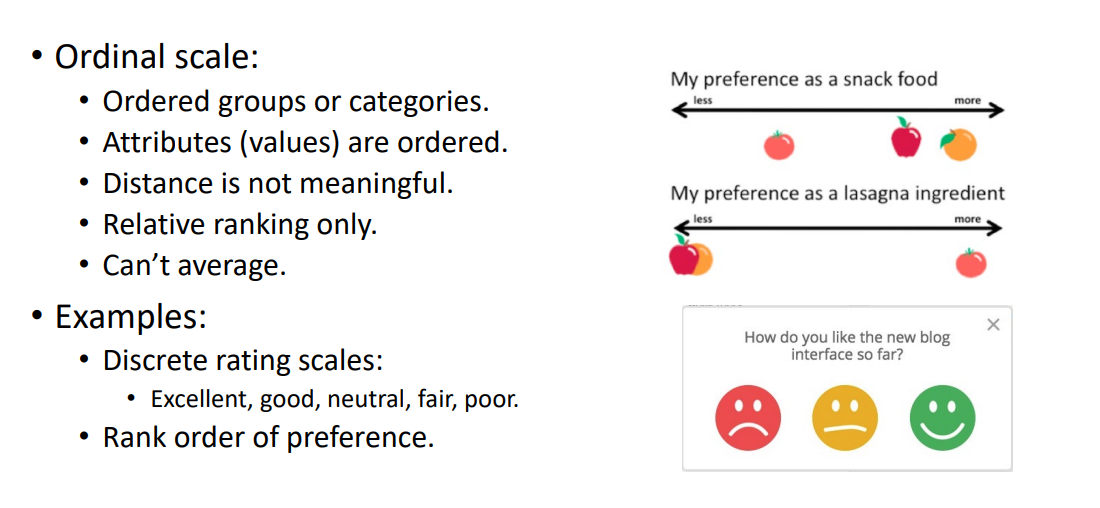 • Ordinal scale:
• Ordered groups or categories.
• Attributes (values) are ordered.
• Distance is not meaningful.
• Relative ranking only.
• Can’t average.
• Examples:
• Discrete rating scales:
• Excellent, good, neutral, fair, poor.
• Rank order of preference.
My preference as a snack food
less more
My preference as a lasagna ingredient
less more
How do you like the new blog
interface so far?